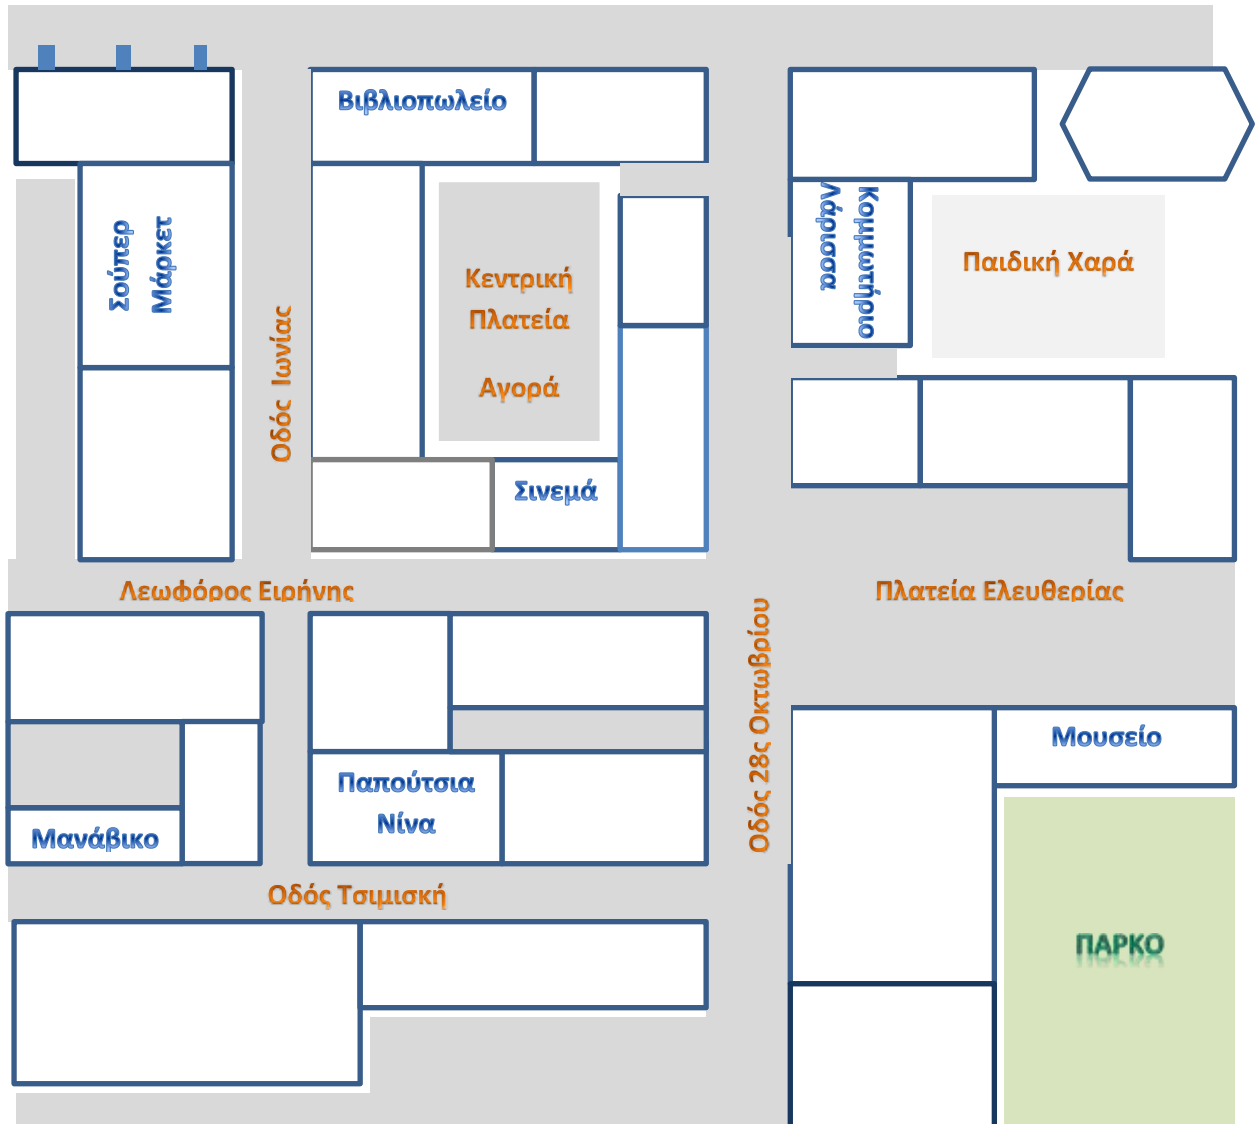 Βιβλιοπωλείο
Σούπερ
Μάρκετ
Κομμωτήριο
Λάρισσα
Κεντρική
Πλατεία
Αγορά
Παιδική Χαρά
Οδός Ιωνίας
Σινεμά
Λεωφόρος Ειρήνης
Πλατεία Ελευθερίας
Οδός 28ς Οκτωβρίου
Μουσείο
Παπούτσια
Νίνα
Μανάβικο
Οδός Τσιμισκή
ΠΑΡΚΟ